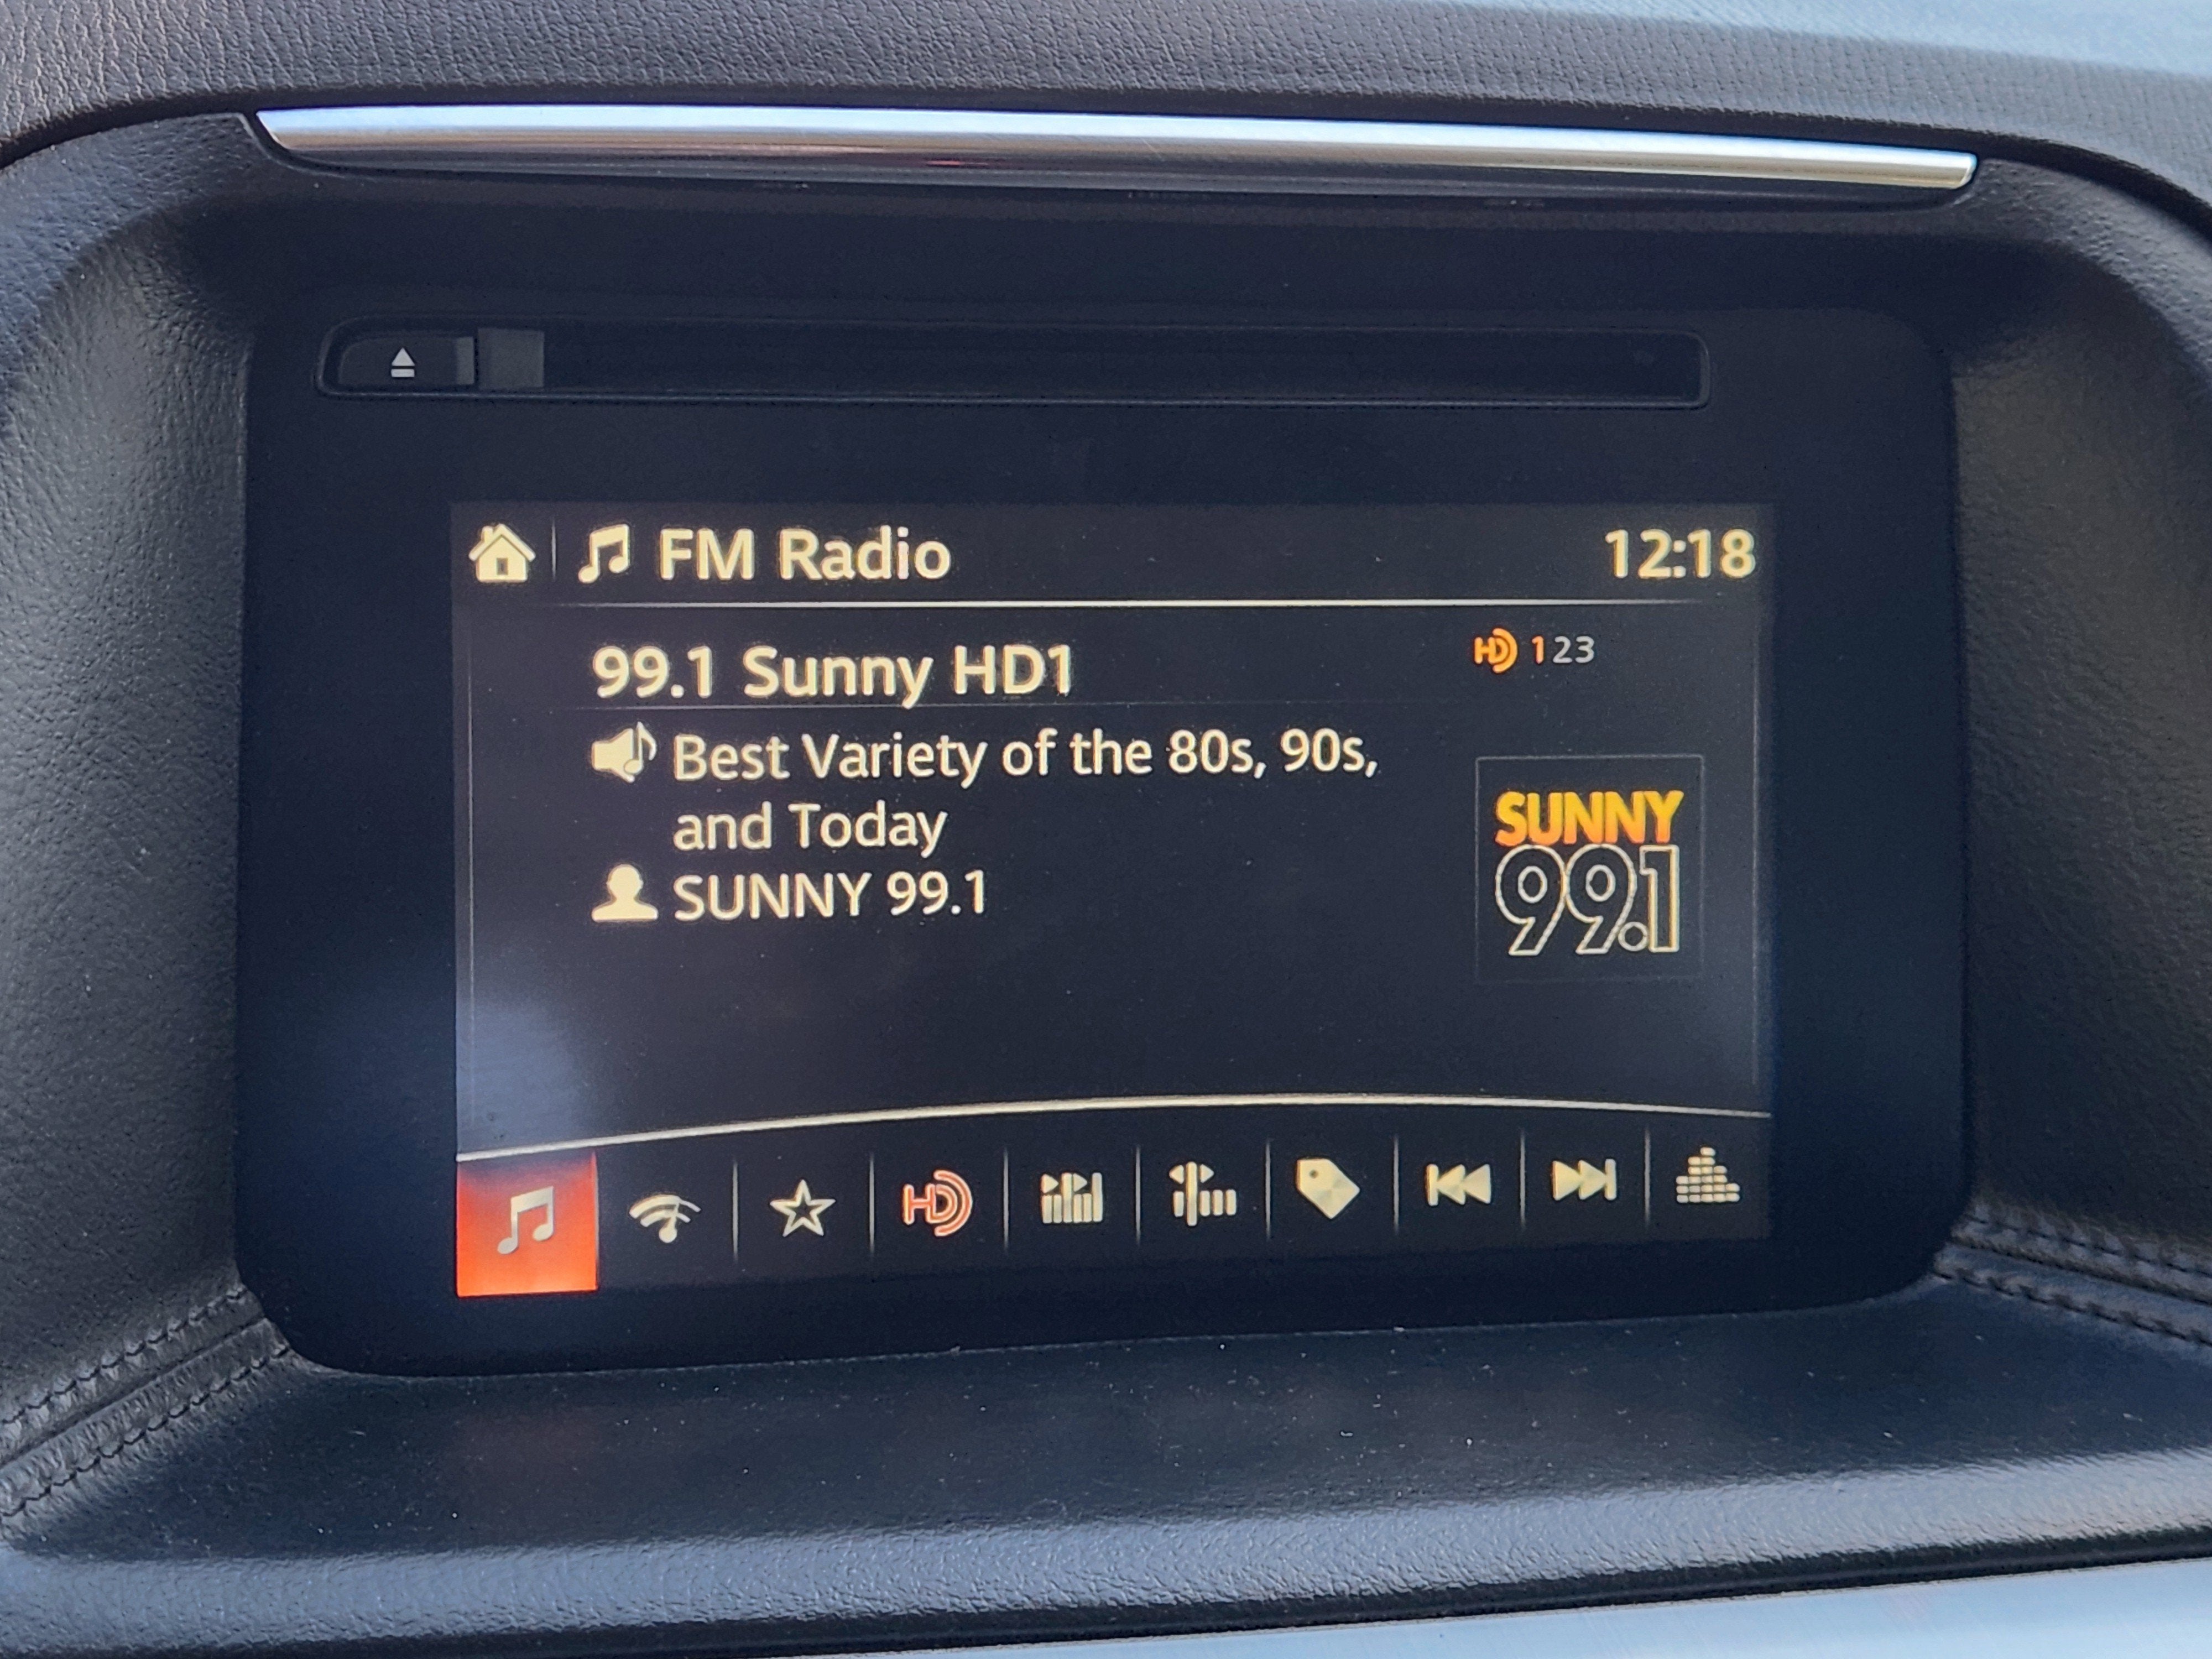 FM Radio
12:18
99.1 Sunny HD1
HD 123
Best Variety of the 80s, 90s,
and Today
SUNNY 99.1
SUNNY
99.1
HD